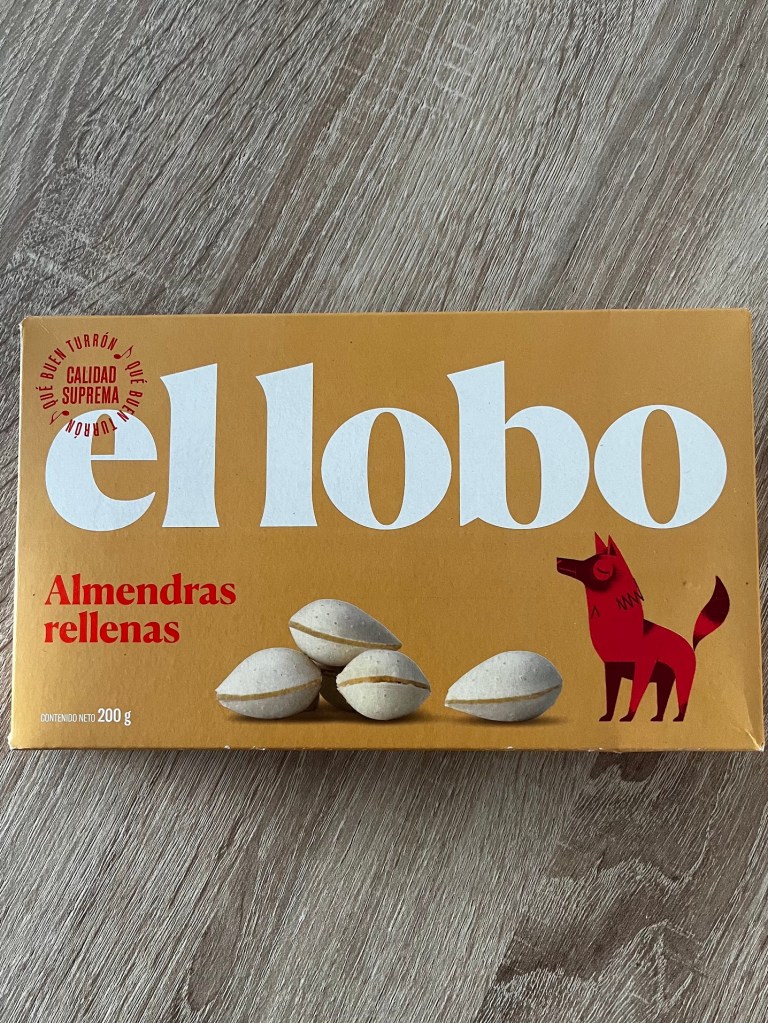 QUÉ BUEN TURRÓN
QUÉ BUEN TURRÓN
CALIDAD
SUPREMA
el lobo
Almendras
rellenas
CONTENIDO NETO 200 g